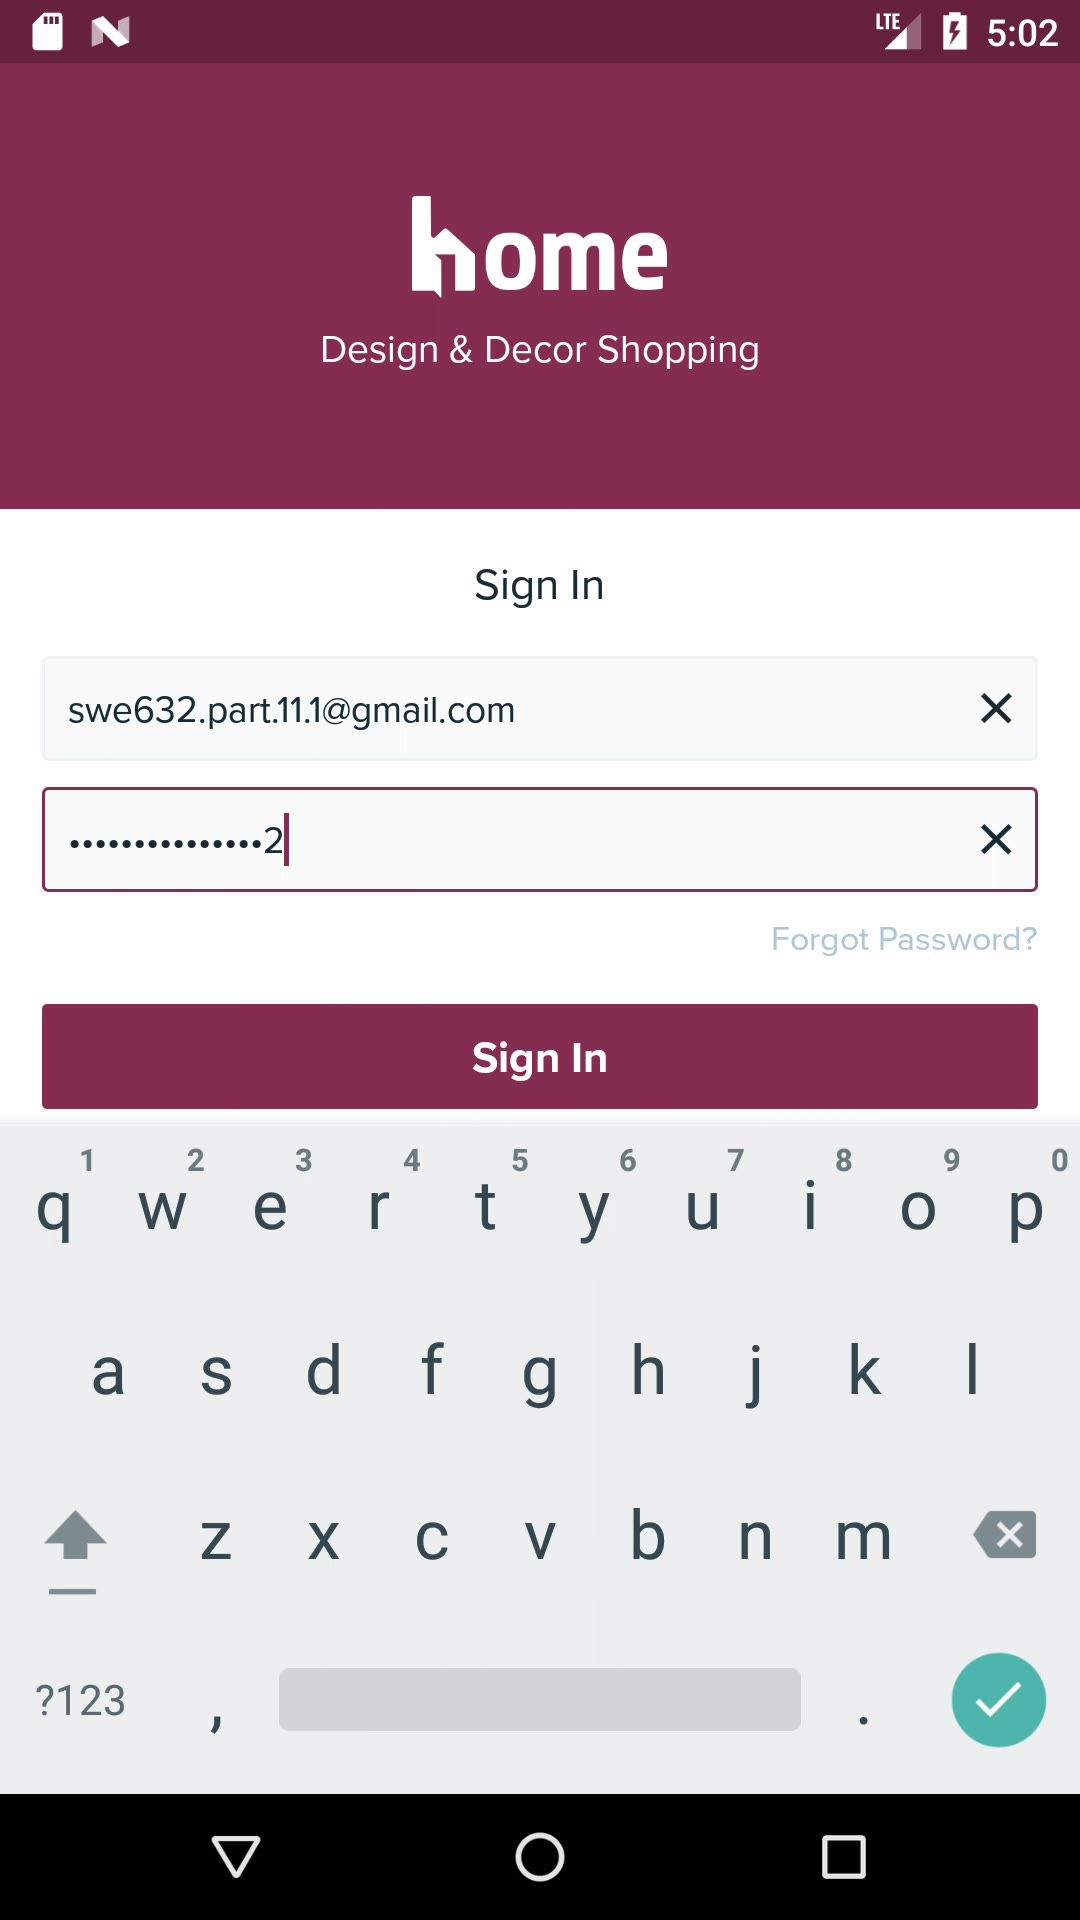 LTE 5:02
home
Design & Decor Shopping
Sign In
swe632.part.11.1@gmail.com
•••••••••••••••2
Forgot Password?
Sign In
1 2 3 4 5 6 7 8 9 0
q w e r t y u i o p
a s d f g h j k l
z x c v b n m
?123 , .